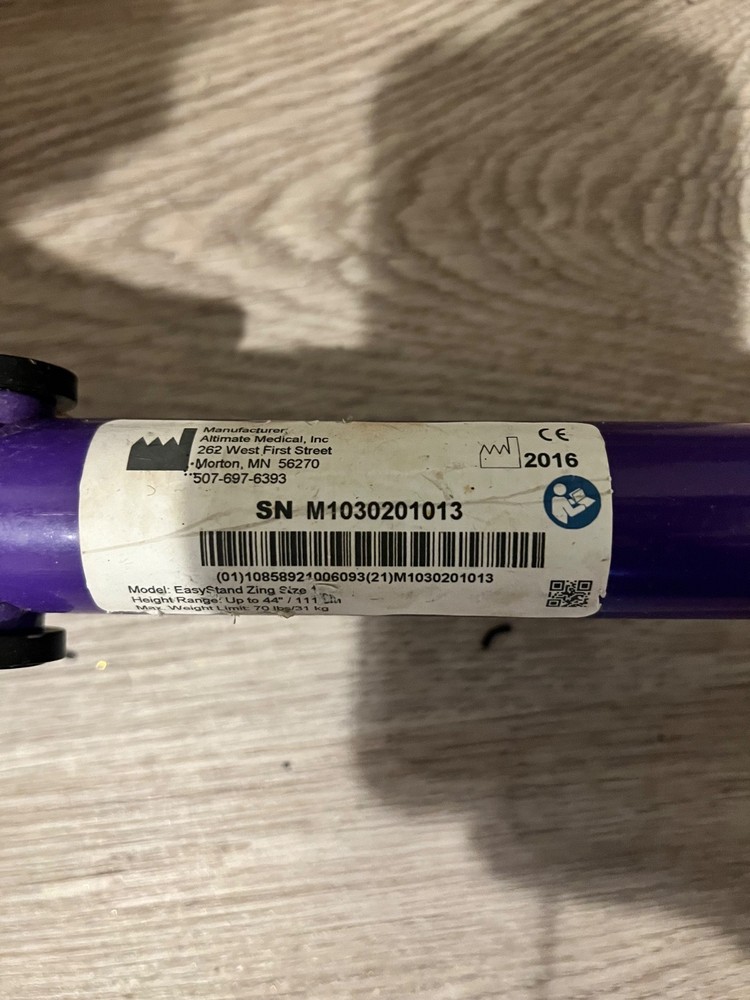 Manufacturer:
Altimate Medical, Inc
262 West First Street
Morton, MN 56270
507-697-6393
CE
2016
SN M1030201013
(01)10858921006093(21)M1030201013
Model: EasyStand Zing Size 1
Height Range: Up to 44" / 111 cm
Max. Weight Limit: 70 lbs/31 kg